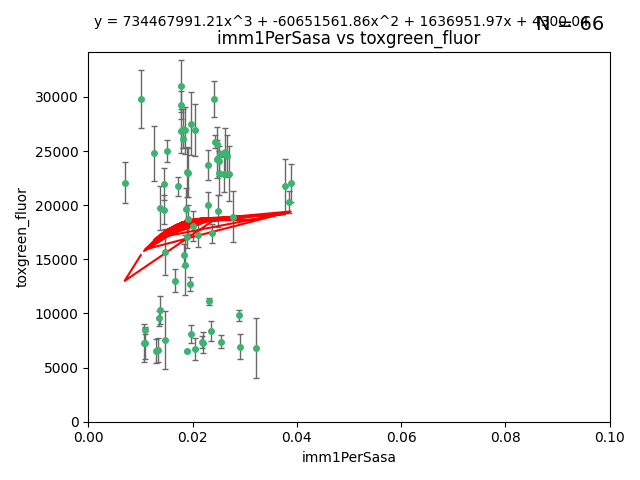 y = 734467991.21x^3 + -60651561.86x^2 + 1636951.97x + 4300.04
N = 66
imm1PerSasa vs toxgreen_fluor
30000
25000
20000
15000
10000
5000
0
toxgreen_fluor
0.00 0.02 0.04 0.06 0.08 0.10
imm1PerSasa